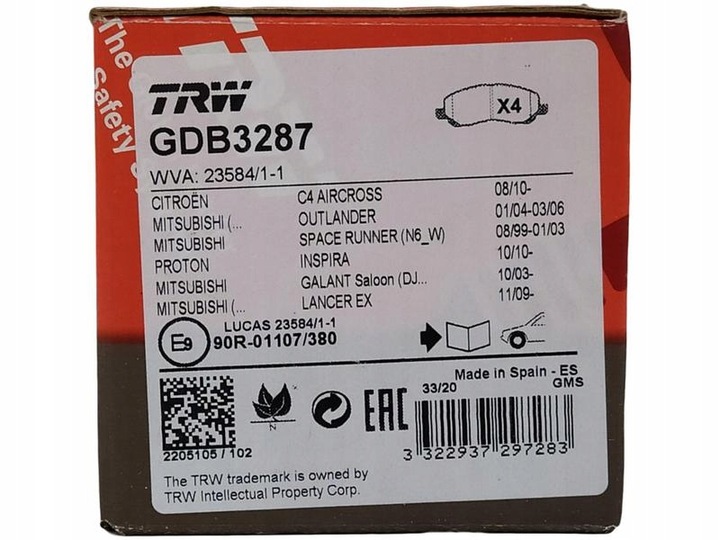 The
Safety
TRW
X4
GDB3287
WVA: 23584/1-1
CITROËN C4 AIRCROSS 08/10-
MITSUBISHI (... OUTLANDER 01/04-03/06
MITSUBISHI SPACE RUNNER (N6_W) 08/99-01/03
PROTON INSPIRA 10/10-
MITSUBISHI GALANT Saloon (DJ... 10/03-
MITSUBISHI (... LANCER EX 11/09-
LUCAS 23584/1-1
E9 90R-01107/380
Made in Spain - ES
33/20 GMS
N
EAC
2205105 / 102
3 322937 297283
The TRW trademark is owned by
TRW Intellectual Property Corp.